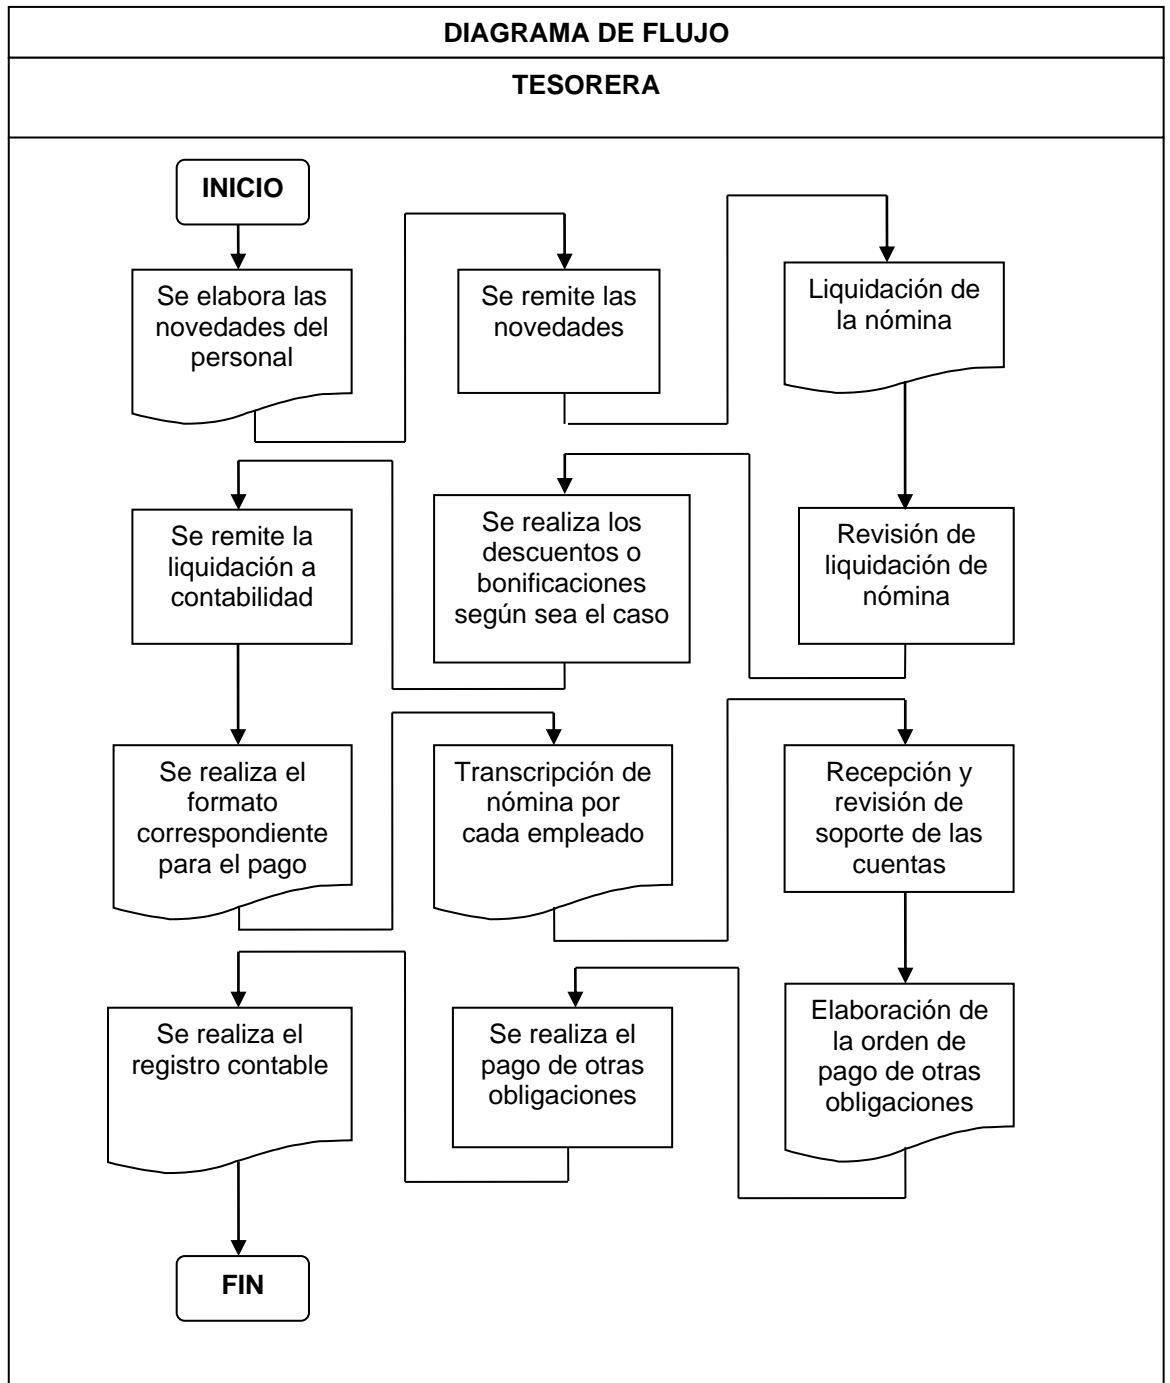 DIAGRAMA DE FLUJO
TESORERA
INICIO
Se elabora las
novedades del
personal
Se remite las
novedades
Liquidación de
la nómina
Revisión de
liquidación de
nómina
Se realiza los
descuentos o
bonificaciones
según sea el caso
Se remite la
liquidación a
contabilidad
Se realiza el
formato
correspondiente
para el pago
Transcripción de
nómina por
cada empleado
Recepción y
revisión de
soporte de las
cuentas
Elaboración de
la orden de
pago de otras
obligaciones
Se realiza el
pago de otras
obligaciones
Se realiza el
registro contable
FIN